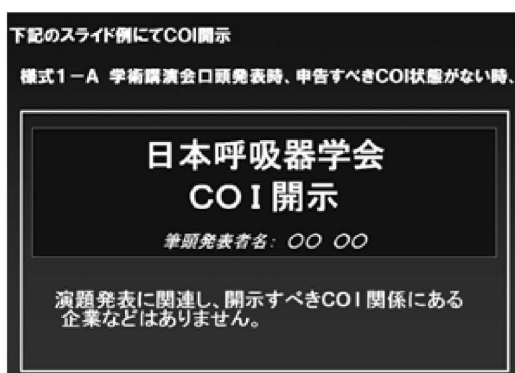 下記のスライド例にてCOI開示
様式1－A 学術講演会口頭発表時、申告すべきCOI状態がない時、
日本呼吸器学会
COI開示
筆頭発表者名: 〇〇 〇〇
演題発表に関連し、開示すべきCOI関係にある
企業などはありません。